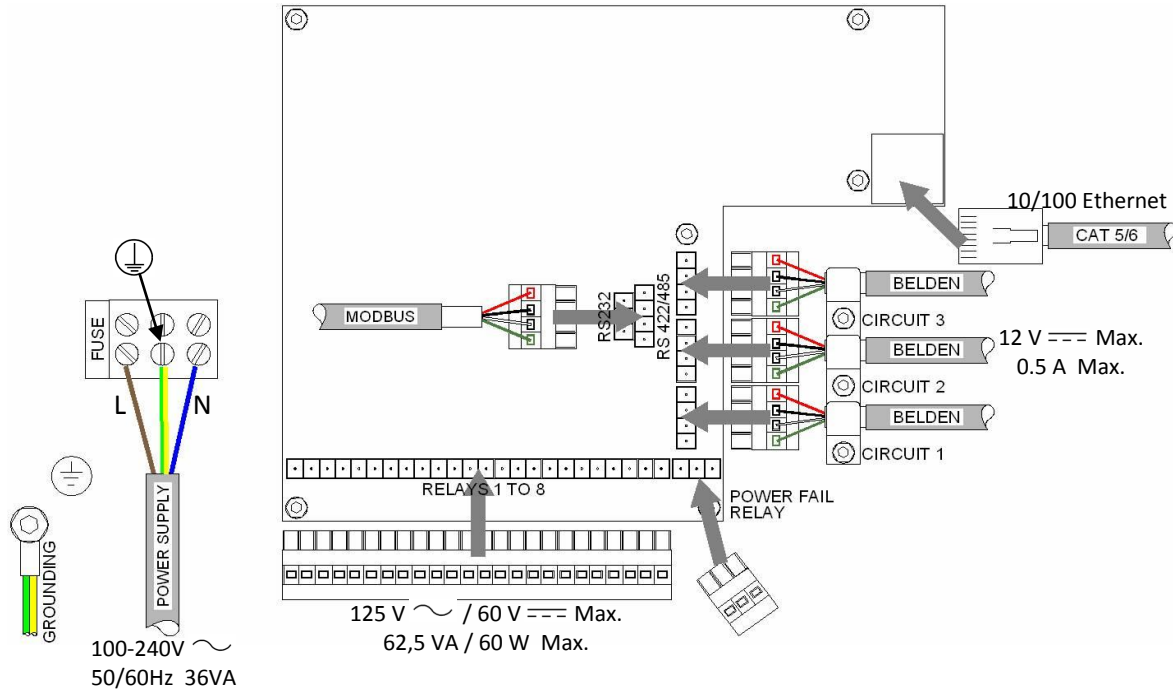 10/100 Ethernet
CAT 5/6
FUSE
MODBUS
RS232
RS 422/485
BELDEN
CIRCUIT 3
BELDEN
CIRCUIT 2
12 V ⎓ Max.
0.5 A Max.
BELDEN
CIRCUIT 1
L
N
RELAYS 1 TO 8
POWER FAIL
RELAY
POWER SUPPLY
GROUNDING
125 V ~ / 60 V ⎓ Max.
62,5 VA / 60 W Max.
100-240V ~
50/60Hz 36VA